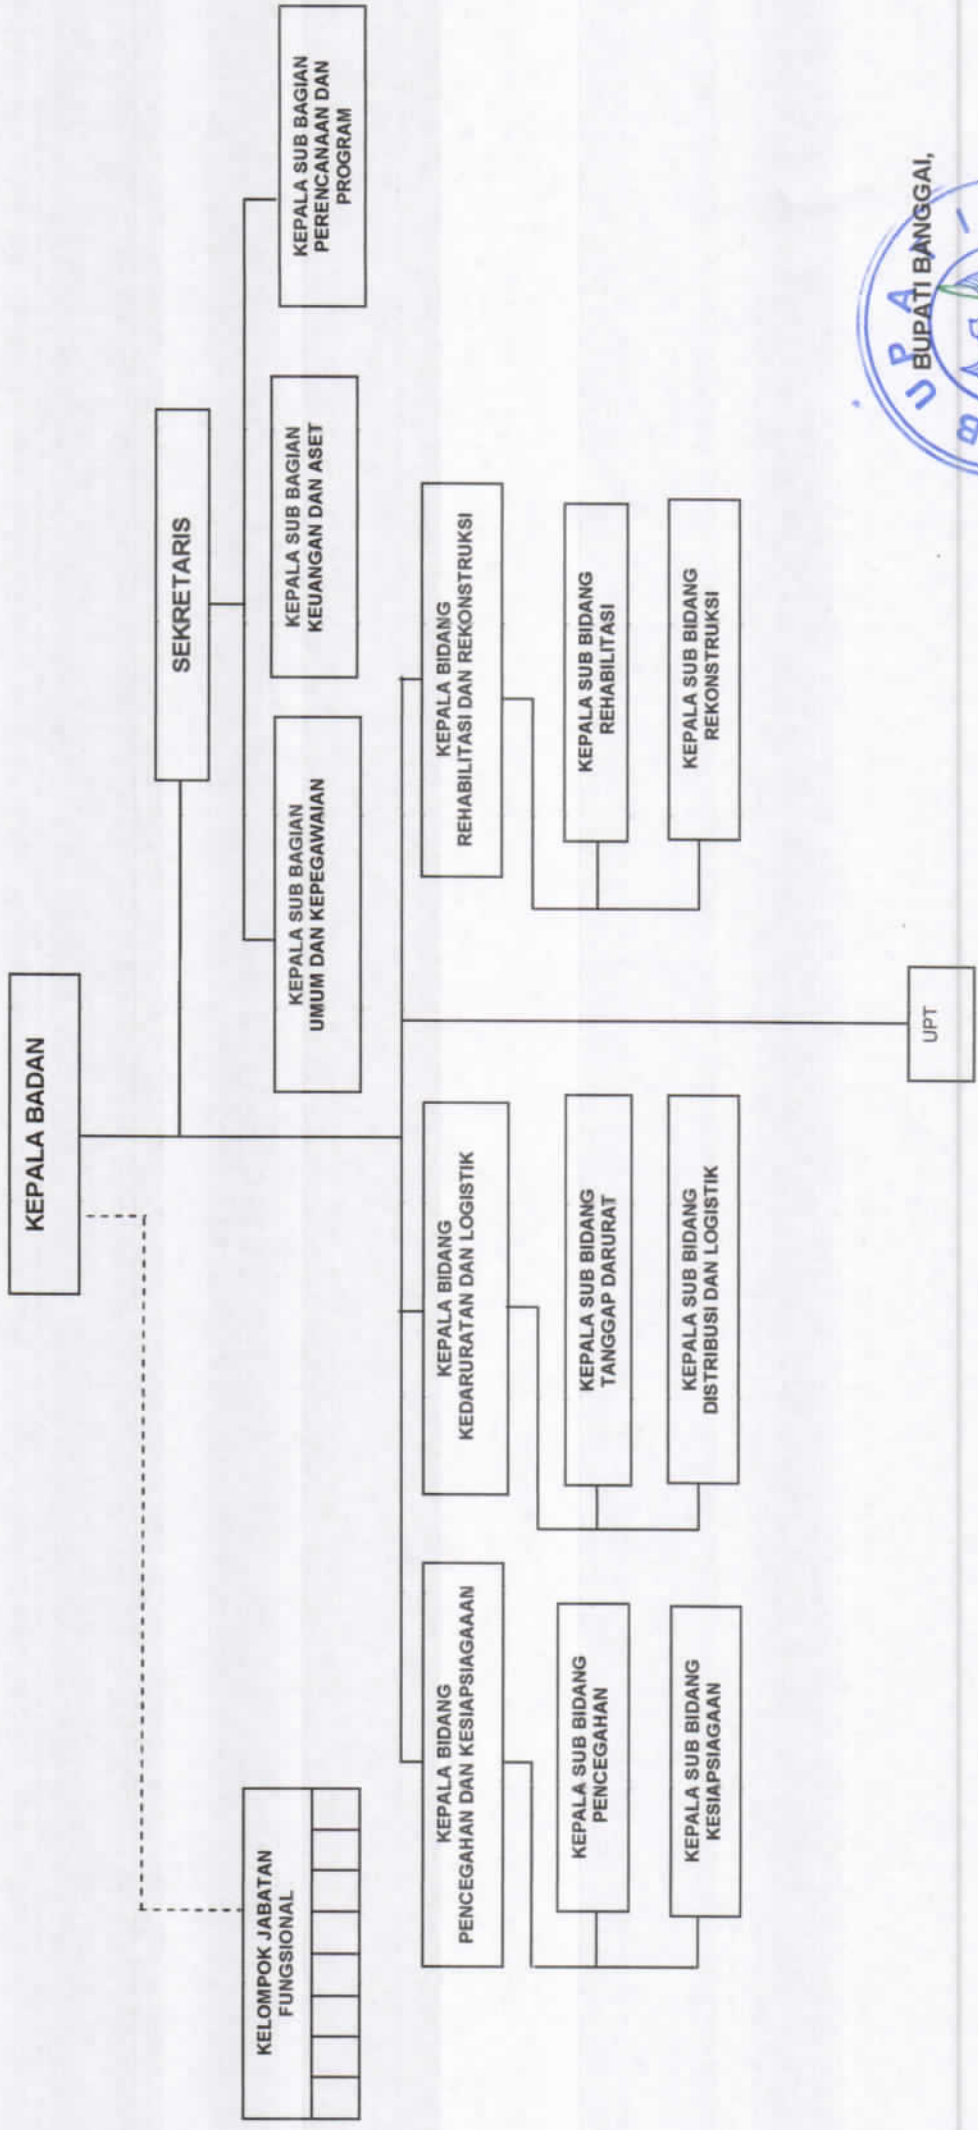 KEPALA BADAN
SEKRETARIS
KELOMPOK JABATAN
FUNGSIONAL
KEPALA SUB BAGIAN
UMUM DAN KEPEGAWAIAN
KEPALA SUB BAGIAN
KEUANGAN DAN ASET
KEPALA SUB BAGIAN
PERENCANAAN DAN
PROGRAM
KEPALA BIDANG
PENCEGAHAN DAN KESIAPSIAGAAAN
KEPALA BIDANG
KEDARURATAN DAN LOGISTIK
KEPALA BIDANG
REHABILITASI DAN REKONSTRUKSI
KEPALA SUB BIDANG
PENCEGAHAN
KEPALA SUB BIDANG
TANGGAP DARURAT
KEPALA SUB BIDANG
REHABILITASI
KEPALA SUB BIDANG
KESIAPSIAGAAN
KEPALA SUB BIDANG
DISTRIBUSI DAN LOGISTIK
KEPALA SUB BIDANG
REKONSTRUKSI
UPT
BUPATI BANGGAI,